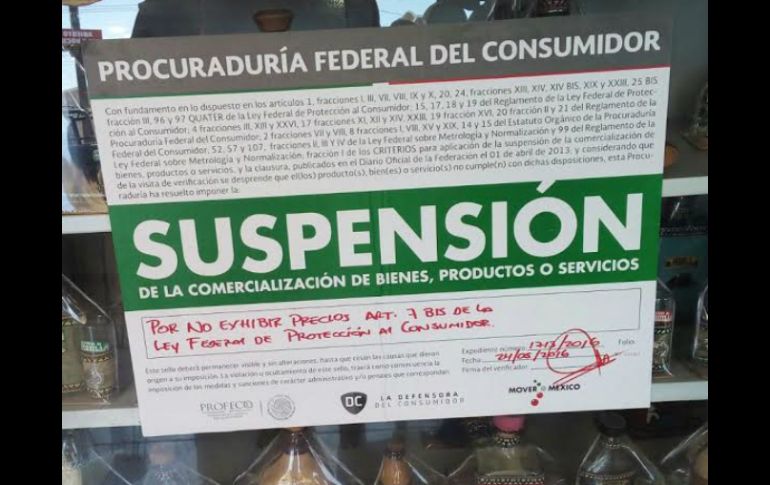 PROCURADURÍA FEDERAL DEL CONSUMIDOR
Con fundamento en lo dispuesto en los artículos 1, fracciones I, III, VII, VIII, IX y X, 20, 24, fracciones XIII, XIV, XIV BIS, XIX y XXIII, 25 BIS
fracción III, 96 y 97 QUATER de la Ley Federal de Protección al Consumidor; 15, 17, 18 y 19 del Reglamento de la Ley Federal de Protec-
ción al Consumidor; 4 fracciones III, XIII y XXVI, 17 fracciones XI, XII y XIV, XXIII, 19 fracción XVI, 20 fracción II y 21 del Reglamento de la
Procuraduría Federal del Consumidor; 2 fracciones VII y VIII, 8 fracciones I, VIII, XV y XIX, 14 y 15 del Estatuto Orgánico de la Procuraduría
Federal del Consumidor, 52, 57, 107, fracciones II, III y IV de la Ley Federal sobre Metrología y Normalización y 99 del Reglamento de la
Ley Federal sobre Metrología y Normalización; fracción I de los CRITERIOS para aplicación de la suspensión de la comercialización de
bienes, productos o servicios, y la clausura, publicados en el Diario Oficial de la Federación el 01 de abril de 2013, y considerando que
de la visita de verificación se desprende que el(los) producto(s), bien(es) o servicio(s) no cumple(n) con dichas disposiciones, esta Procu-
raduría ha resuelto imponer la:
SUSPENSIÓN
DE LA COMERCIALIZACIÓN DE BIENES, PRODUCTOS O SERVICIOS
POR NO EXHIBIR PRECIOS ART. 7 BIS DE LA
LEY FEDERAL DE PROTECCIÓN AL CONSUMIDOR.
Este sello deberá permanecer visible y sin alteraciones, hasta que cesen las causas que dieron
origen a su imposición. La violación u ocultamiento de este sello, traerá como consecuencia la
imposición de las medidas y sanciones de carácter administrativo y/o penales que correspondan.
Expediente número 1717/2016 Folio
Fecha 24/05/2016
Firma del verificador
PROFECO
DC
LA DEFENSORA
DEL CONSUMIDOR
MOVER A MÉXICO